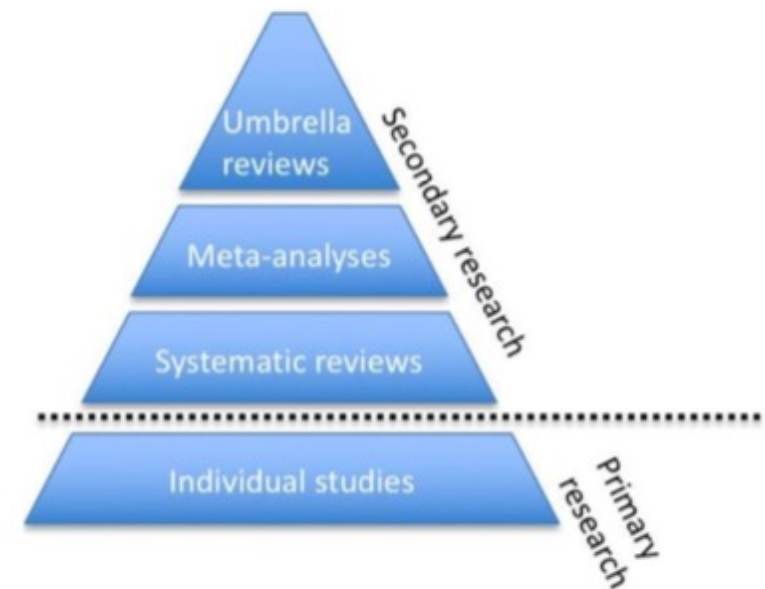 Umbrella
reviews
Secondary research
Meta-analyses
Systematic reviews
Individual studies
Primary
research